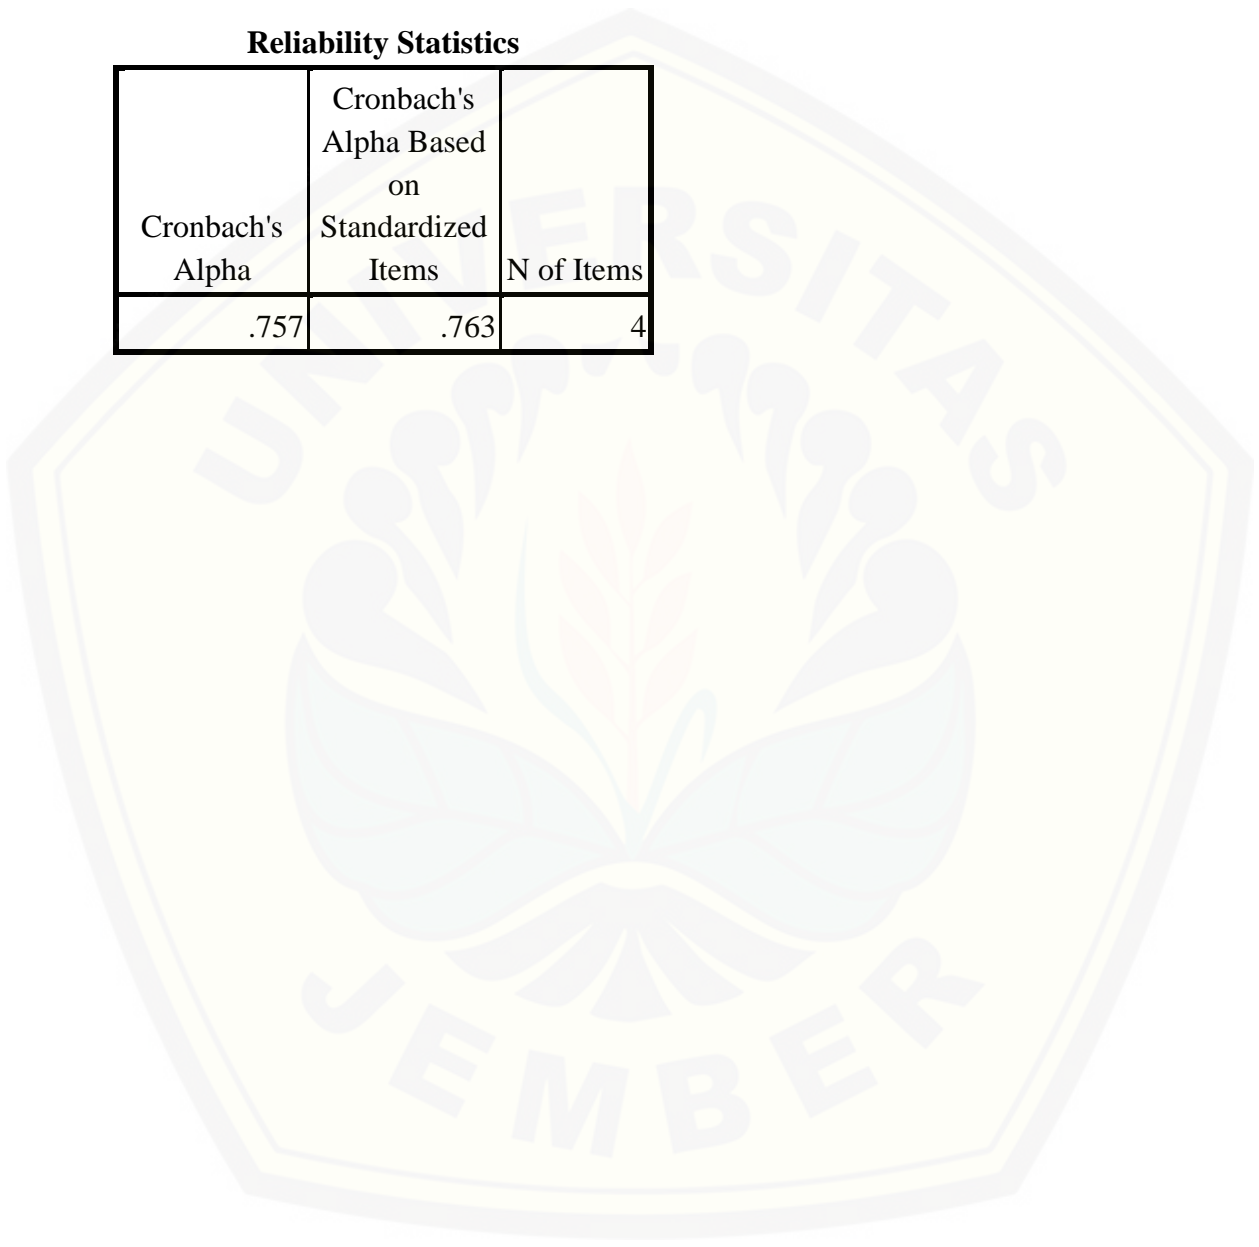 Reliability Statistics
Cronbach's
Alpha
Cronbach's
Alpha Based
on
Standardized
Items
N of Items
.757
.763
4
UNIVERSITAS
JEMBER